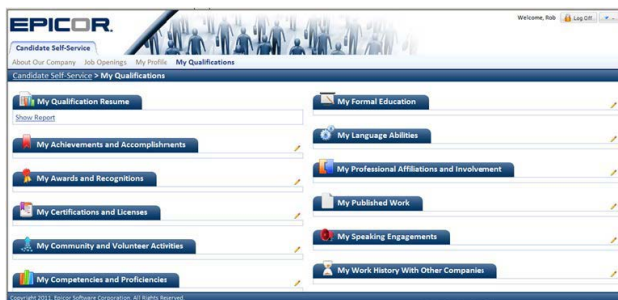 EPICOR.
Welcome, Rob
Log Off
Candidate Self-Service
About Our Company Job Openings My Profile My Qualifications
Candidate Self-Service > My Qualifications
My Qualification Resume
Show Report
My Achievements and Accomplishments
My Awards and Recognitions
My Certifications and Licenses
My Community and Volunteer Activities
My Competencies and Proficiencies
My Formal Education
My Language Abilities
My Professional Affiliations and Involvement
My Published Work
My Speaking Engagements
My Work History With Other Companies
Copyright 2011, Epicor Software Corporation. All Rights Reserved.